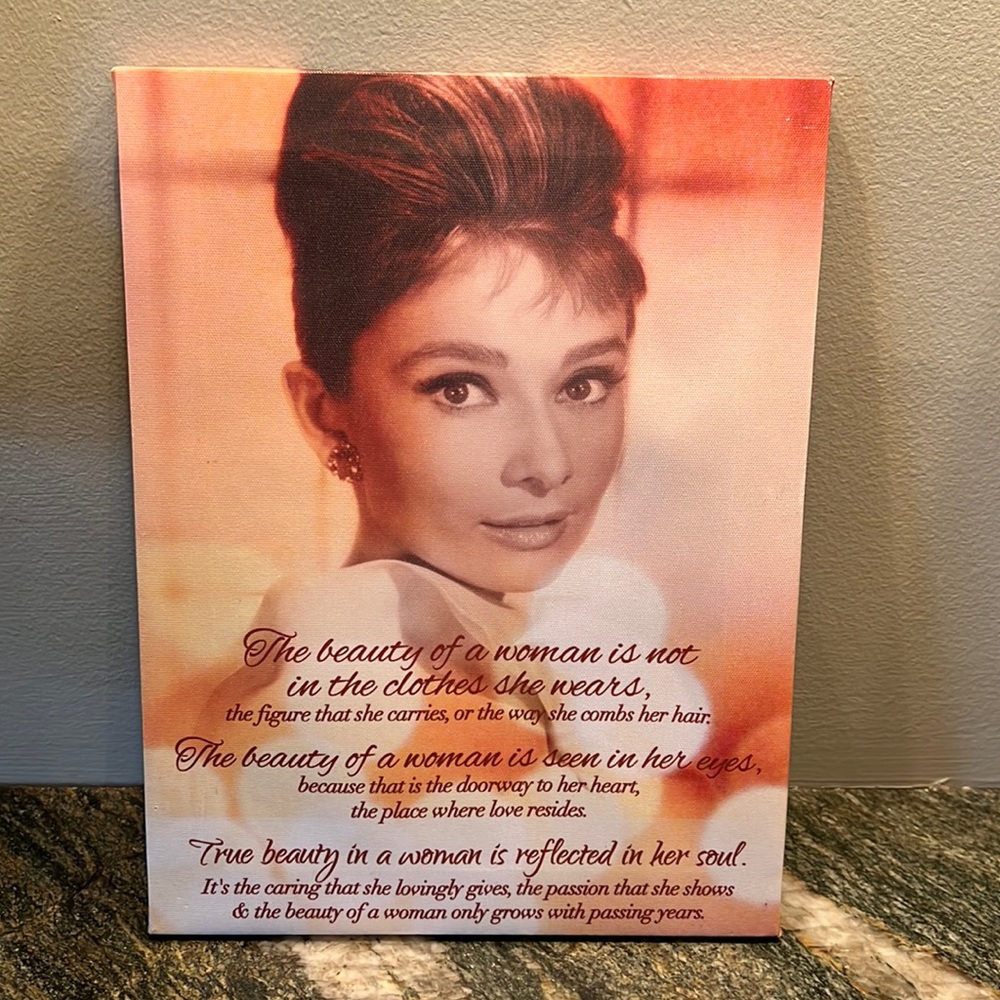 The beauty of a woman is not
in the clothes she wears,
the figure that she carries, or the way she combs her hair.
The beauty of a woman is seen in her eyes,
because that is the doorway to her heart,
the place where love resides.
True beauty in a woman is reflected in her soul.
It's the caring that she lovingly gives, the passion that she shows
& the beauty of a woman only grows with passing years.